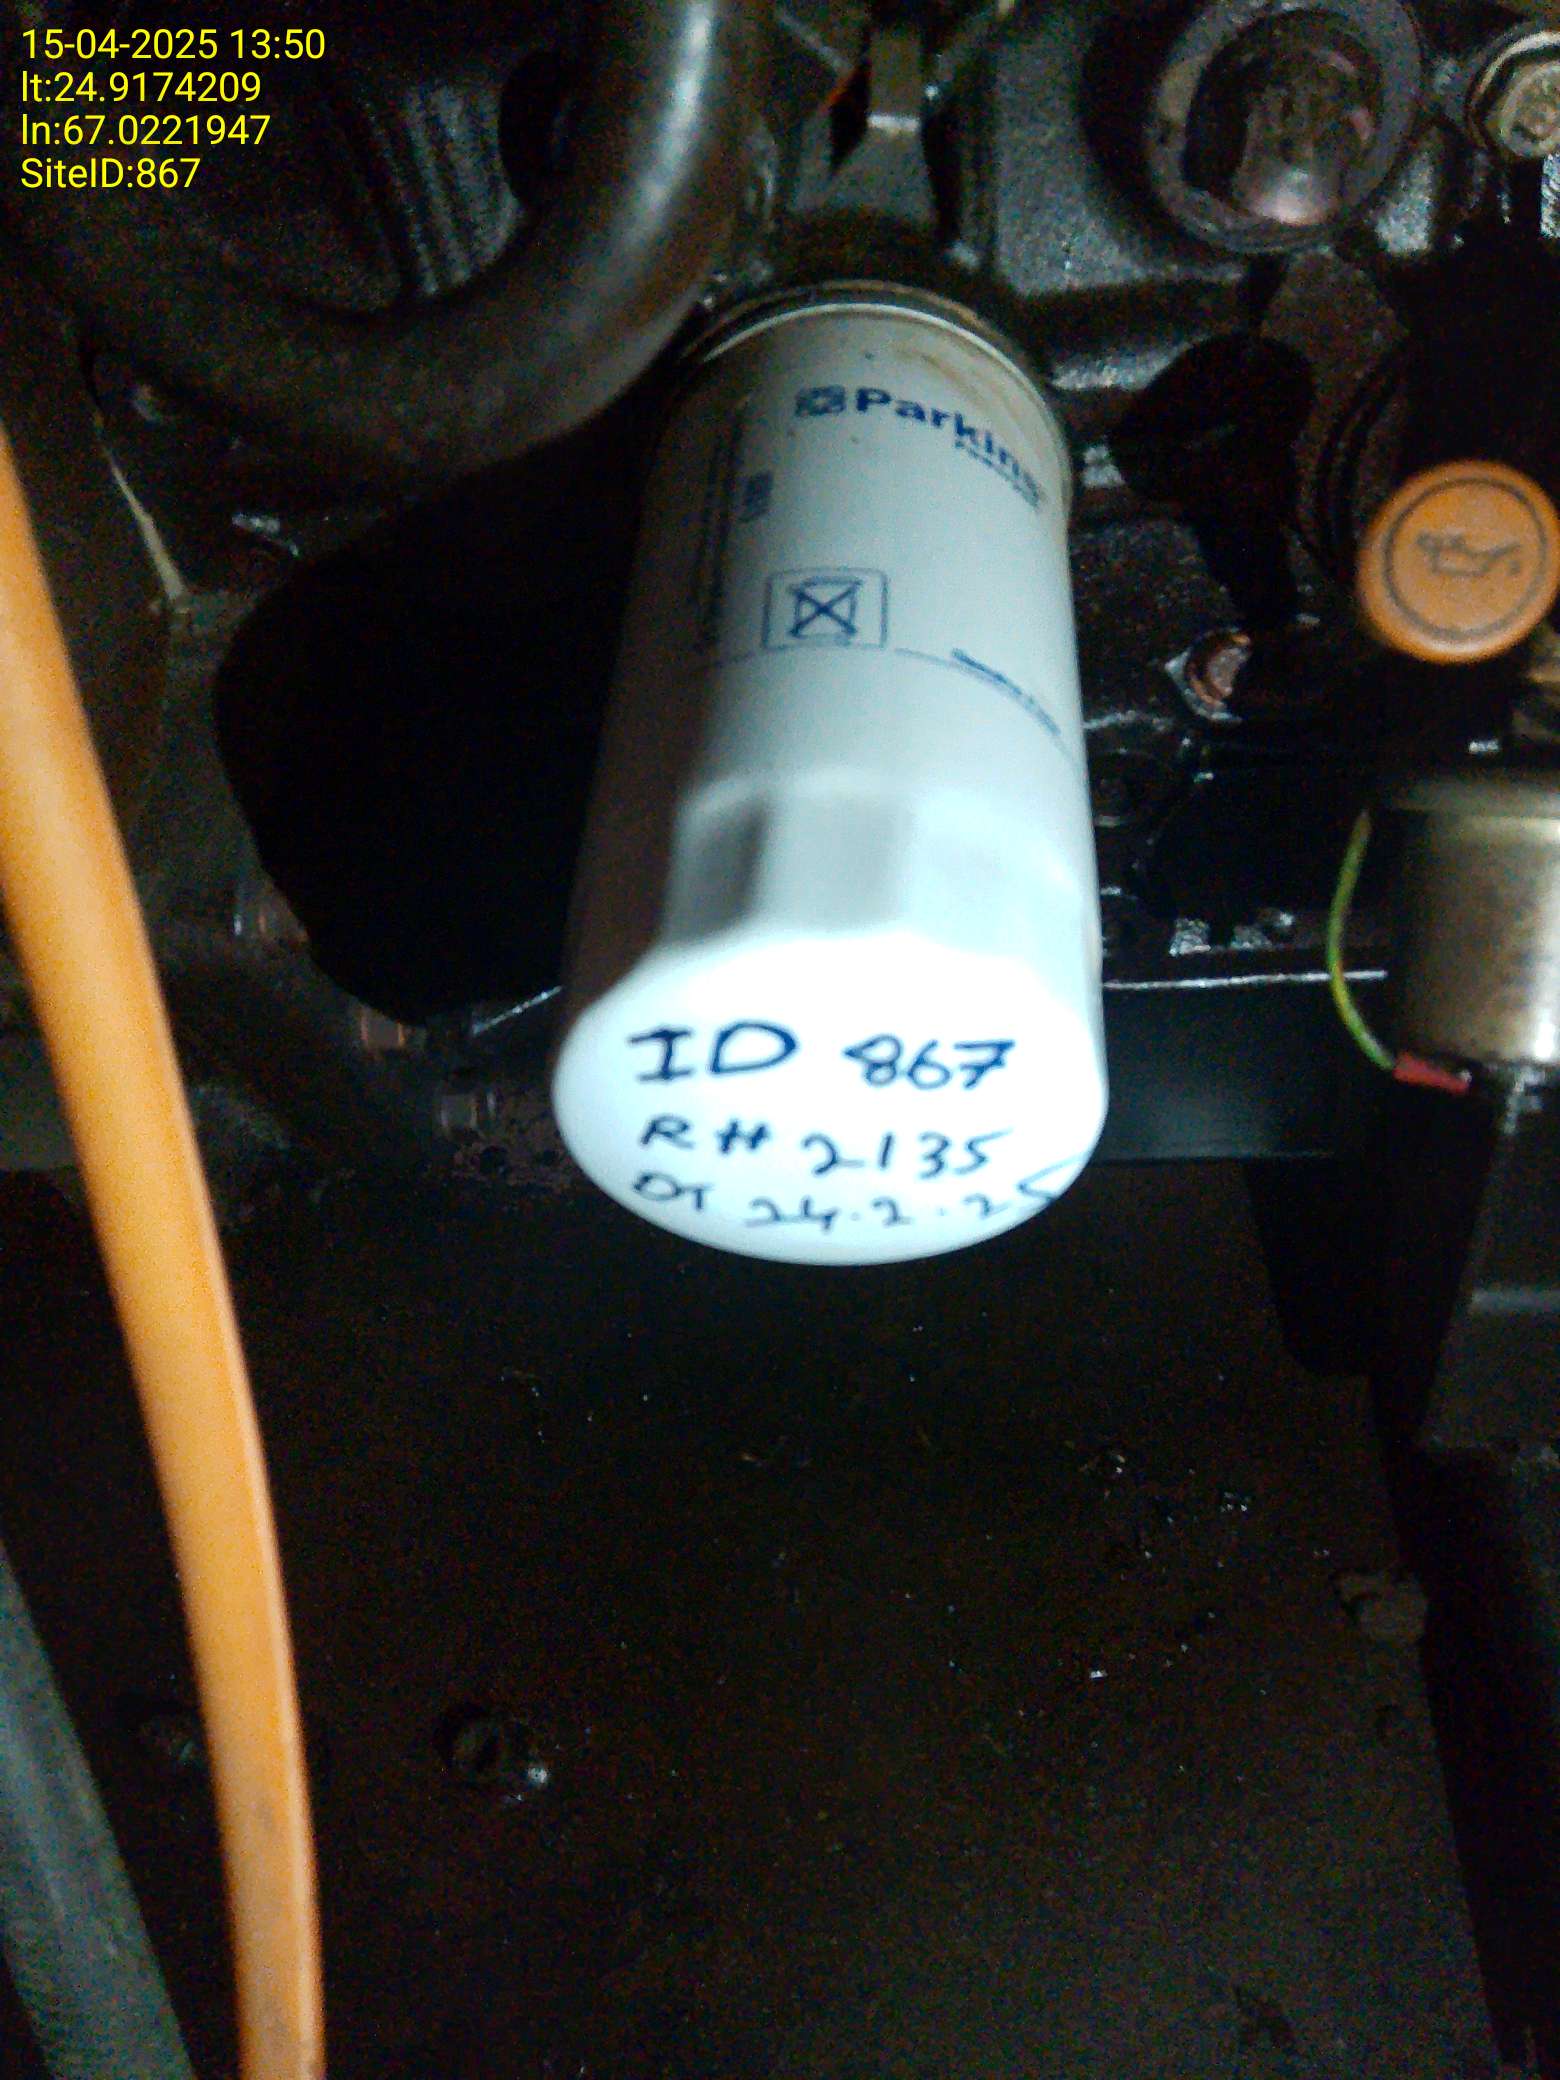 15-04-2025 13:50
lt:24.9174209
ln:67.0221947
SiteID:867
Parkins
ID 867
RH 2135
DT 24.2.25